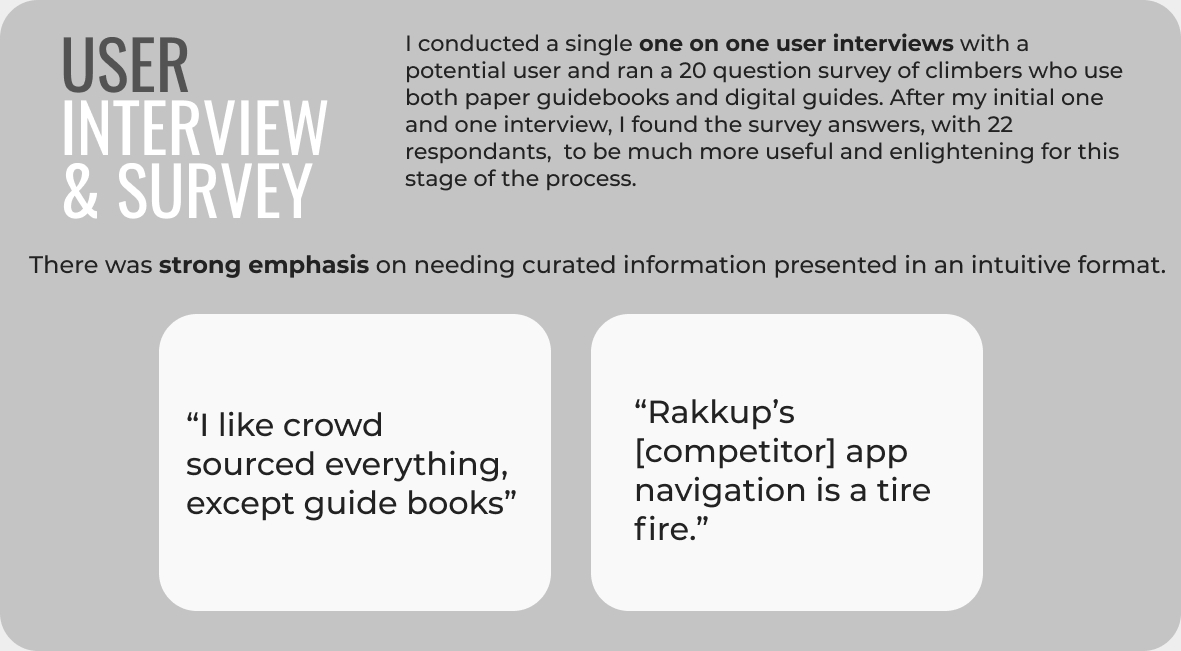 USER
INTERVIEW
& SURVEY
I conducted a single one on one user interviews with a
potential user and ran a 20 question survey of climbers who use
both paper guidebooks and digital guides. After my initial one
and one interview, I found the survey answers, with 22
respondants,  to be much more useful and enlightening for this
stage of the process.
There was strong emphasis on needing curated information presented in an intuitive format.
“I like crowd
sourced everything,
except guide books”
“Rakkup’s
[competitor] app
navigation is a tire
fire.”